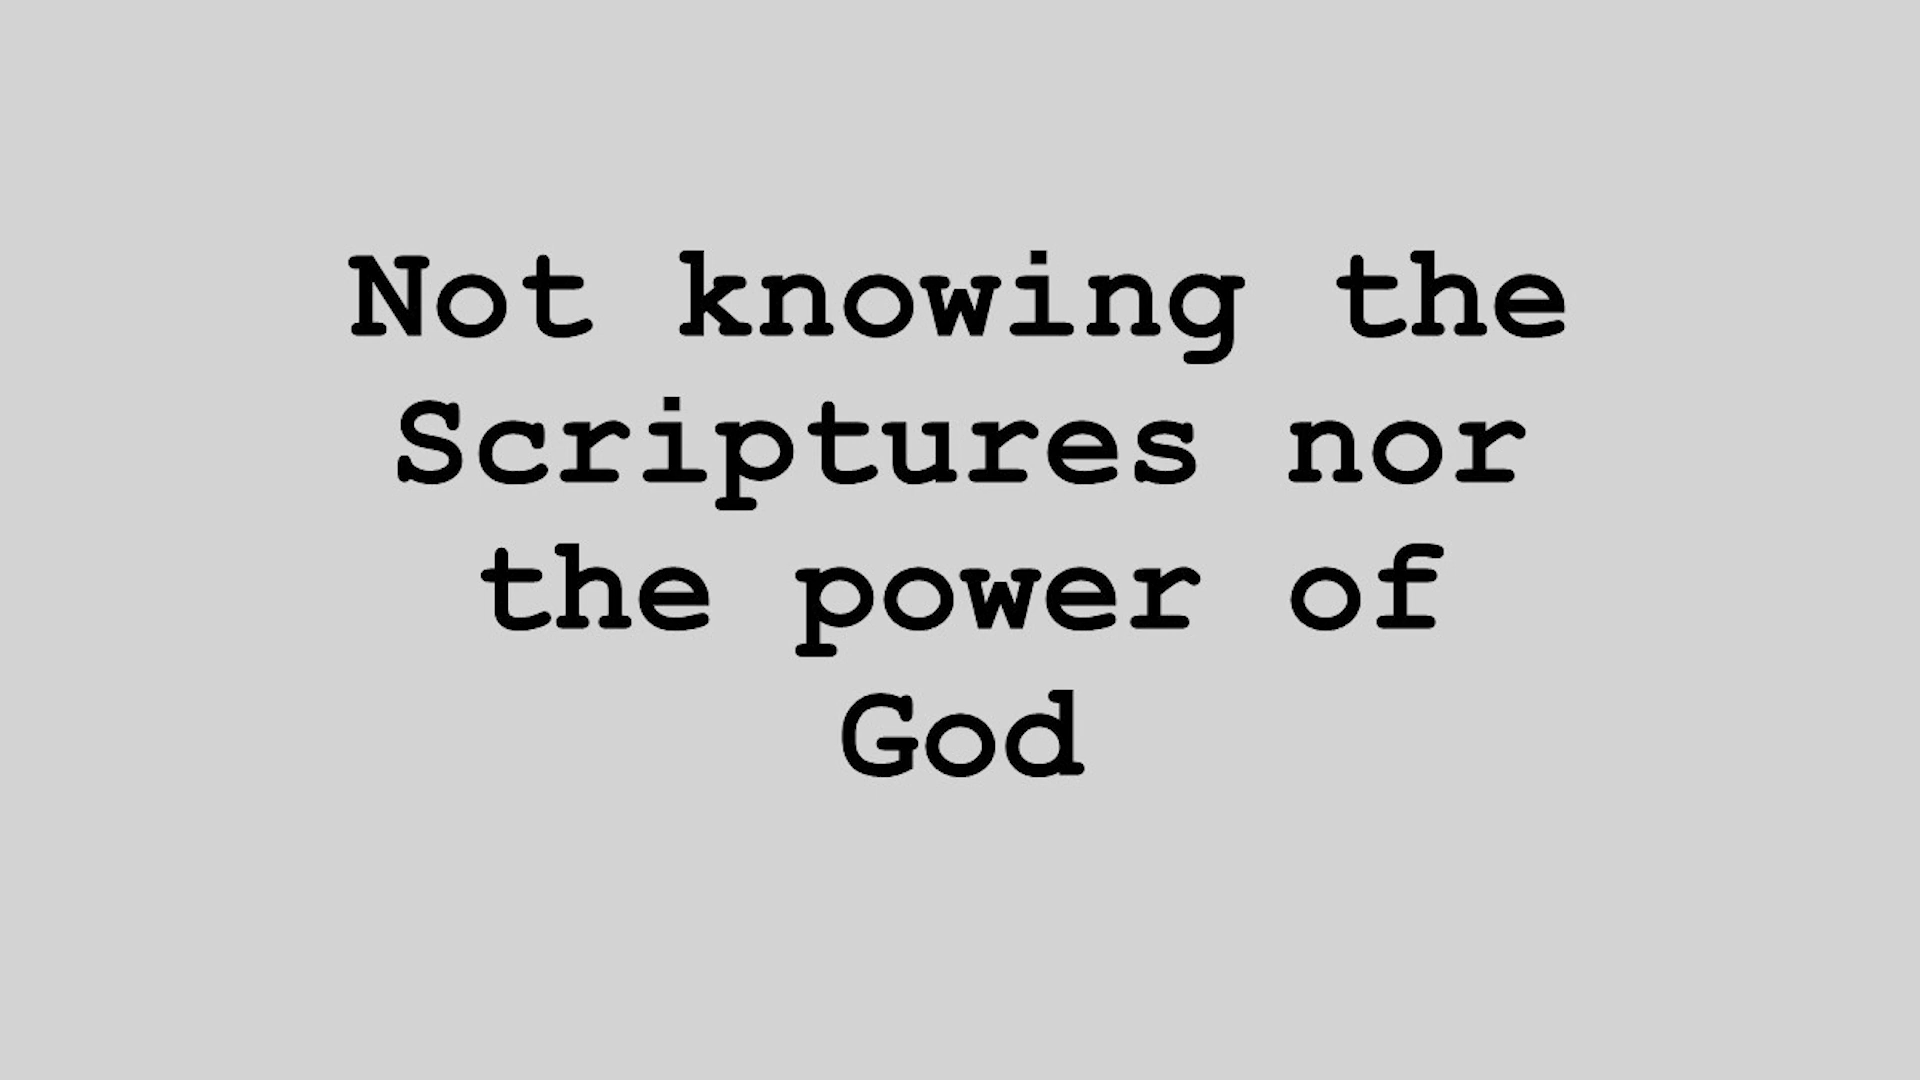 Not knowing the
Scriptures nor
the power of
God